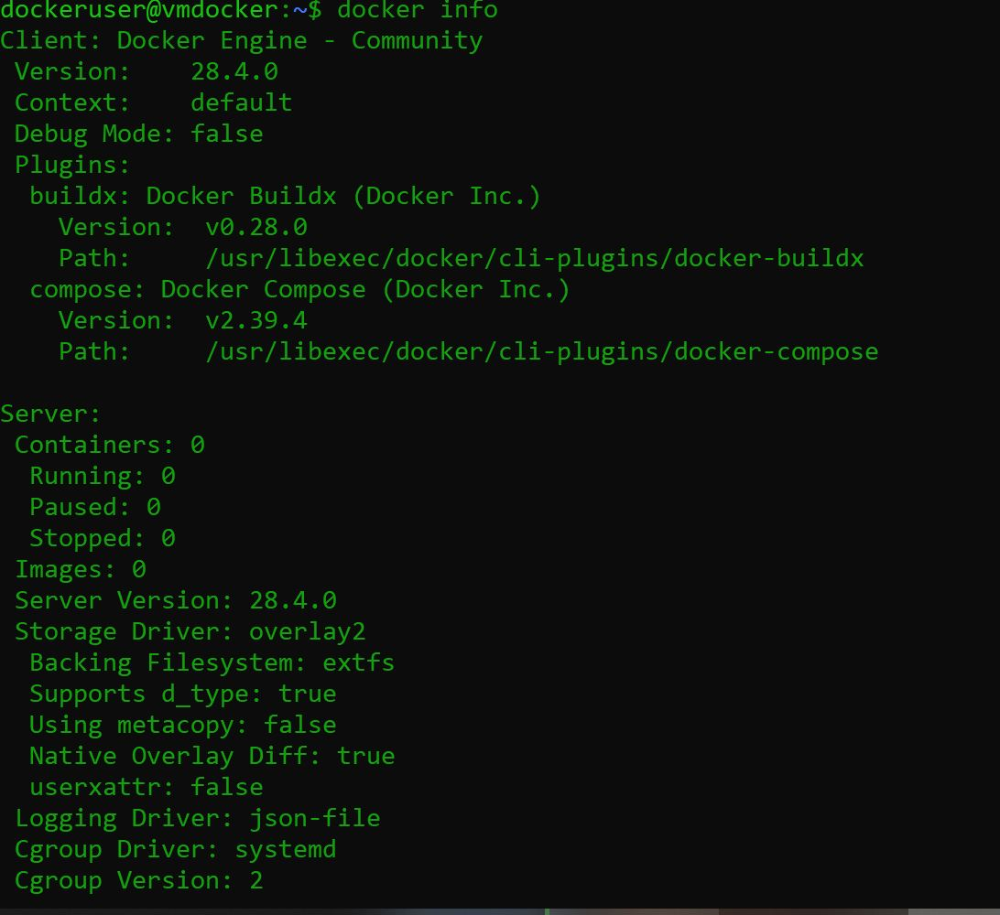 dockeruser@vmdocker:~$ docker info
Client: Docker Engine - Community
 Version:    28.4.0
 Context:    default
 Debug Mode: false
 Plugins:
  buildx: Docker Buildx (Docker Inc.)
    Version:  v0.28.0
    Path:     /usr/libexec/docker/cli-plugins/docker-buildx
  compose: Docker Compose (Docker Inc.)
    Version:  v2.39.4
    Path:     /usr/libexec/docker/cli-plugins/docker-compose

Server:
 Containers: 0
  Running: 0
  Paused: 0
  Stopped: 0
 Images: 0
 Server Version: 28.4.0
 Storage Driver: overlay2
  Backing Filesystem: extfs
  Supports d_type: true
  Using metacopy: false
  Native Overlay Diff: true
  userxattr: false
 Logging Driver: json-file
 Cgroup Driver: systemd
 Cgroup Version: 2